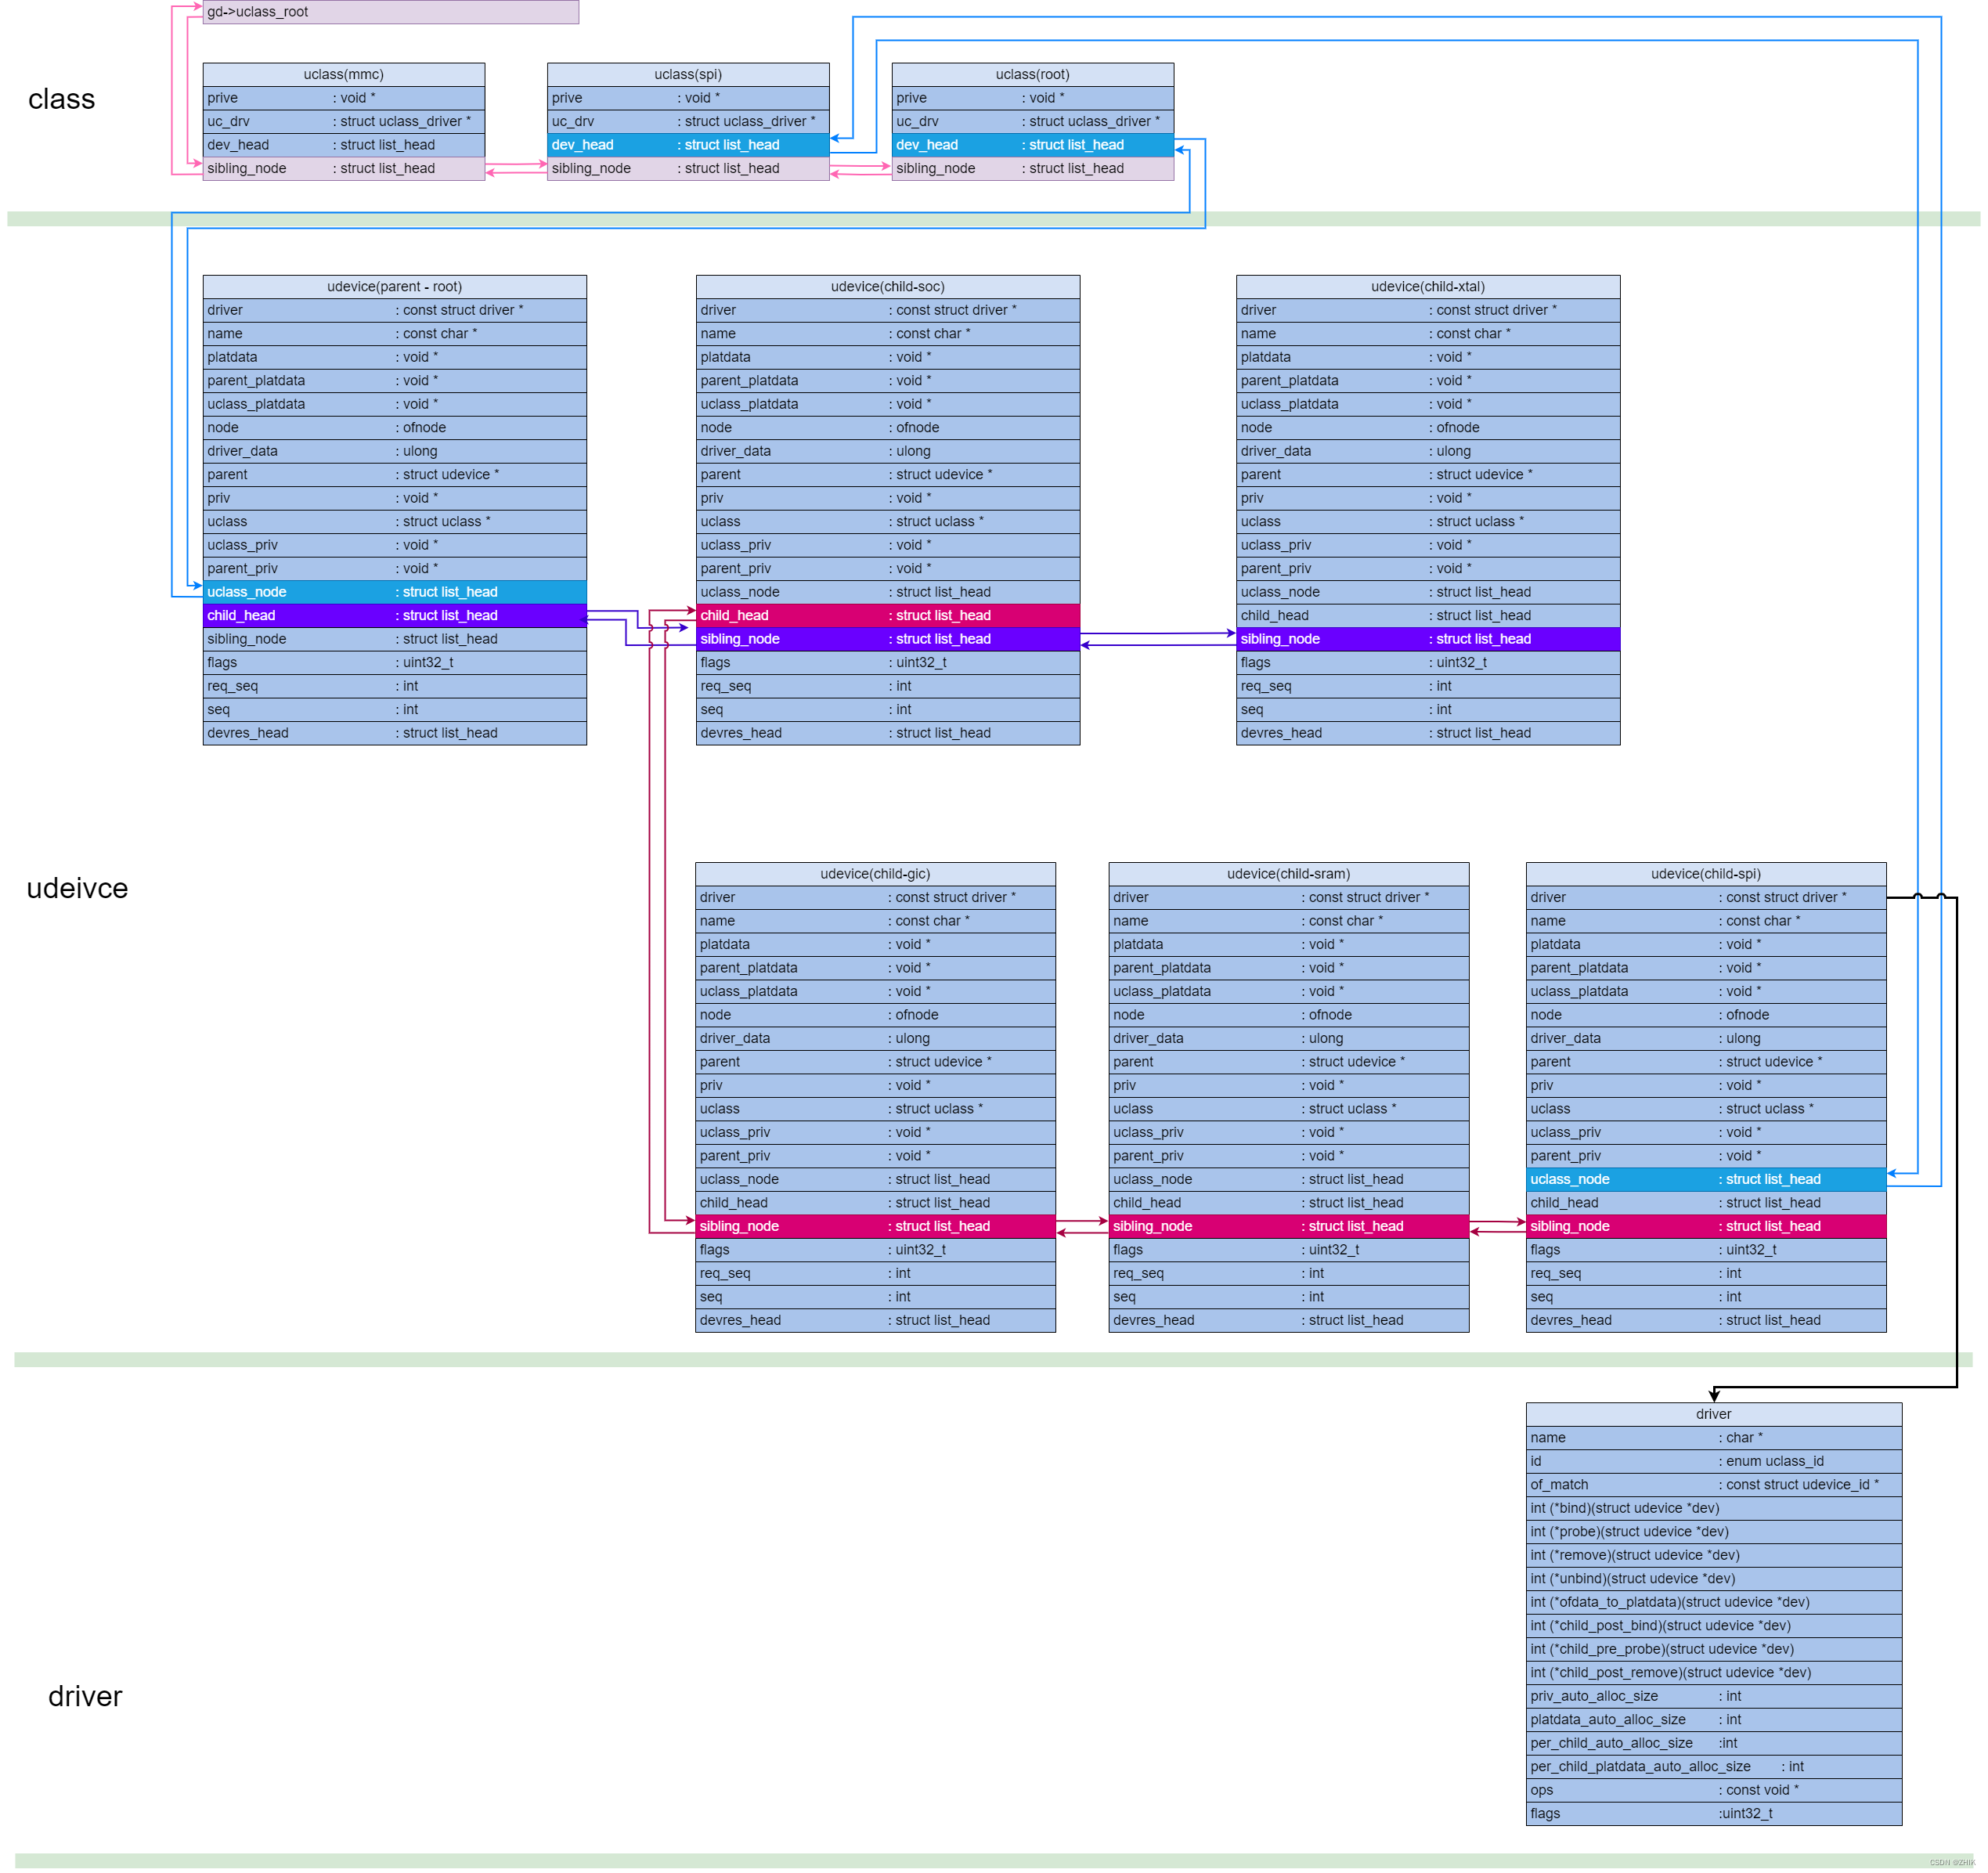 gd->uclass_root
class
uclass(mmc)
prive : void *
uc_drv : struct uclass_driver *
dev_head : struct list_head
sibling_node : struct list_head
uclass(spi)
prive : void *
uc_drv : struct uclass_driver *
dev_head : struct list_head
sibling_node : struct list_head
uclass(root)
prive : void *
uc_drv : struct uclass_driver *
dev_head : struct list_head
sibling_node : struct list_head
udeivce
udevice(parent - root)
driver : const struct driver *
name : const char *
platdata : void *
parent_platdata : void *
uclass_platdata : void *
node : ofnode
driver_data : ulong
parent : struct udevice *
priv : void *
uclass : struct uclass *
uclass_priv : void *
parent_priv : void *
uclass_node : struct list_head
child_head : struct list_head
sibling_node : struct list_head
flags : uint32_t
req_seq : int
seq : int
devres_head : struct list_head
udevice(child-soc)
driver : const struct driver *
name : const char *
platdata : void *
parent_platdata : void *
uclass_platdata : void *
node : ofnode
driver_data : ulong
parent : struct udevice *
priv : void *
uclass : struct uclass *
uclass_priv : void *
parent_priv : void *
uclass_node : struct list_head
child_head : struct list_head
sibling_node : struct list_head
flags : uint32_t
req_seq : int
seq : int
devres_head : struct list_head
udevice(child-xtal)
driver : const struct driver *
name : const char *
platdata : void *
parent_platdata : void *
uclass_platdata : void *
node : ofnode
driver_data : ulong
parent : struct udevice *
priv : void *
uclass : struct uclass *
uclass_priv : void *
parent_priv : void *
uclass_node : struct list_head
child_head : struct list_head
sibling_node : struct list_head
flags : uint32_t
req_seq : int
seq : int
devres_head : struct list_head
udevice(child-gic)
driver : const struct driver *
name : const char *
platdata : void *
parent_platdata : void *
uclass_platdata : void *
node : ofnode
driver_data : ulong
parent : struct udevice *
priv : void *
uclass : struct uclass *
uclass_priv : void *
parent_priv : void *
uclass_node : struct list_head
child_head : struct list_head
sibling_node : struct list_head
flags : uint32_t
req_seq : int
seq : int
devres_head : struct list_head
udevice(child-sram)
driver : const struct driver *
name : const char *
platdata : void *
parent_platdata : void *
uclass_platdata : void *
node : ofnode
driver_data : ulong
parent : struct udevice *
priv : void *
uclass : struct uclass *
uclass_priv : void *
parent_priv : void *
uclass_node : struct list_head
child_head : struct list_head
sibling_node : struct list_head
flags : uint32_t
req_seq : int
seq : int
devres_head : struct list_head
udevice(child-spi)
driver : const struct driver *
name : const char *
platdata : void *
parent_platdata : void *
uclass_platdata : void *
node : ofnode
driver_data : ulong
parent : struct udevice *
priv : void *
uclass : struct uclass *
uclass_priv : void *
parent_priv : void *
uclass_node : struct list_head
child_head : struct list_head
sibling_node : struct list_head
flags : uint32_t
req_seq : int
seq : int
devres_head : struct list_head
driver
driver
name : char *
id : enum uclass_id
of_match : const struct udevice_id *
int (*bind)(struct udevice *dev)
int (*probe)(struct udevice *dev)
int (*remove)(struct udevice *dev)
int (*unbind)(struct udevice *dev)
int (*ofdata_to_platdata)(struct udevice *dev)
int (*child_post_bind)(struct udevice *dev)
int (*child_pre_probe)(struct udevice *dev)
int (*child_post_remove)(struct udevice *dev)
priv_auto_alloc_size : int
platdata_auto_alloc_size : int
per_child_auto_alloc_size :int
per_child_platdata_auto_alloc_size : int
ops : const void *
flags :uint32_t
CSDN @ZHIK